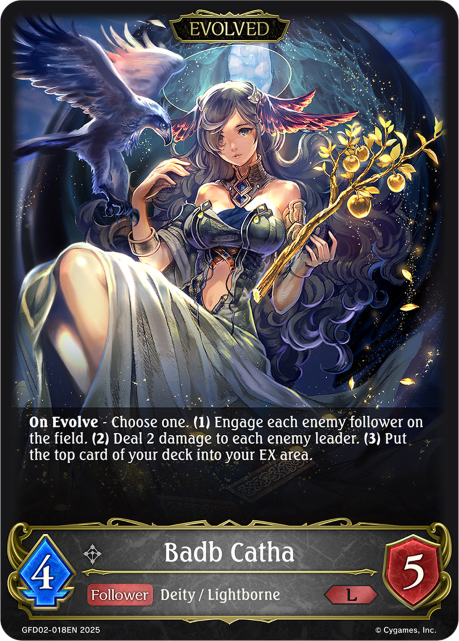 EVOLVED
On Evolve - Choose one. (1) Engage each enemy follower on
the field. (2) Deal 2 damage to each enemy leader. (3) Put
the top card of your deck into your EX area.
4
Badb Catha
5
Follower Deity / Lightborne L
GFD02-018EN 2025
© Cygames, Inc.